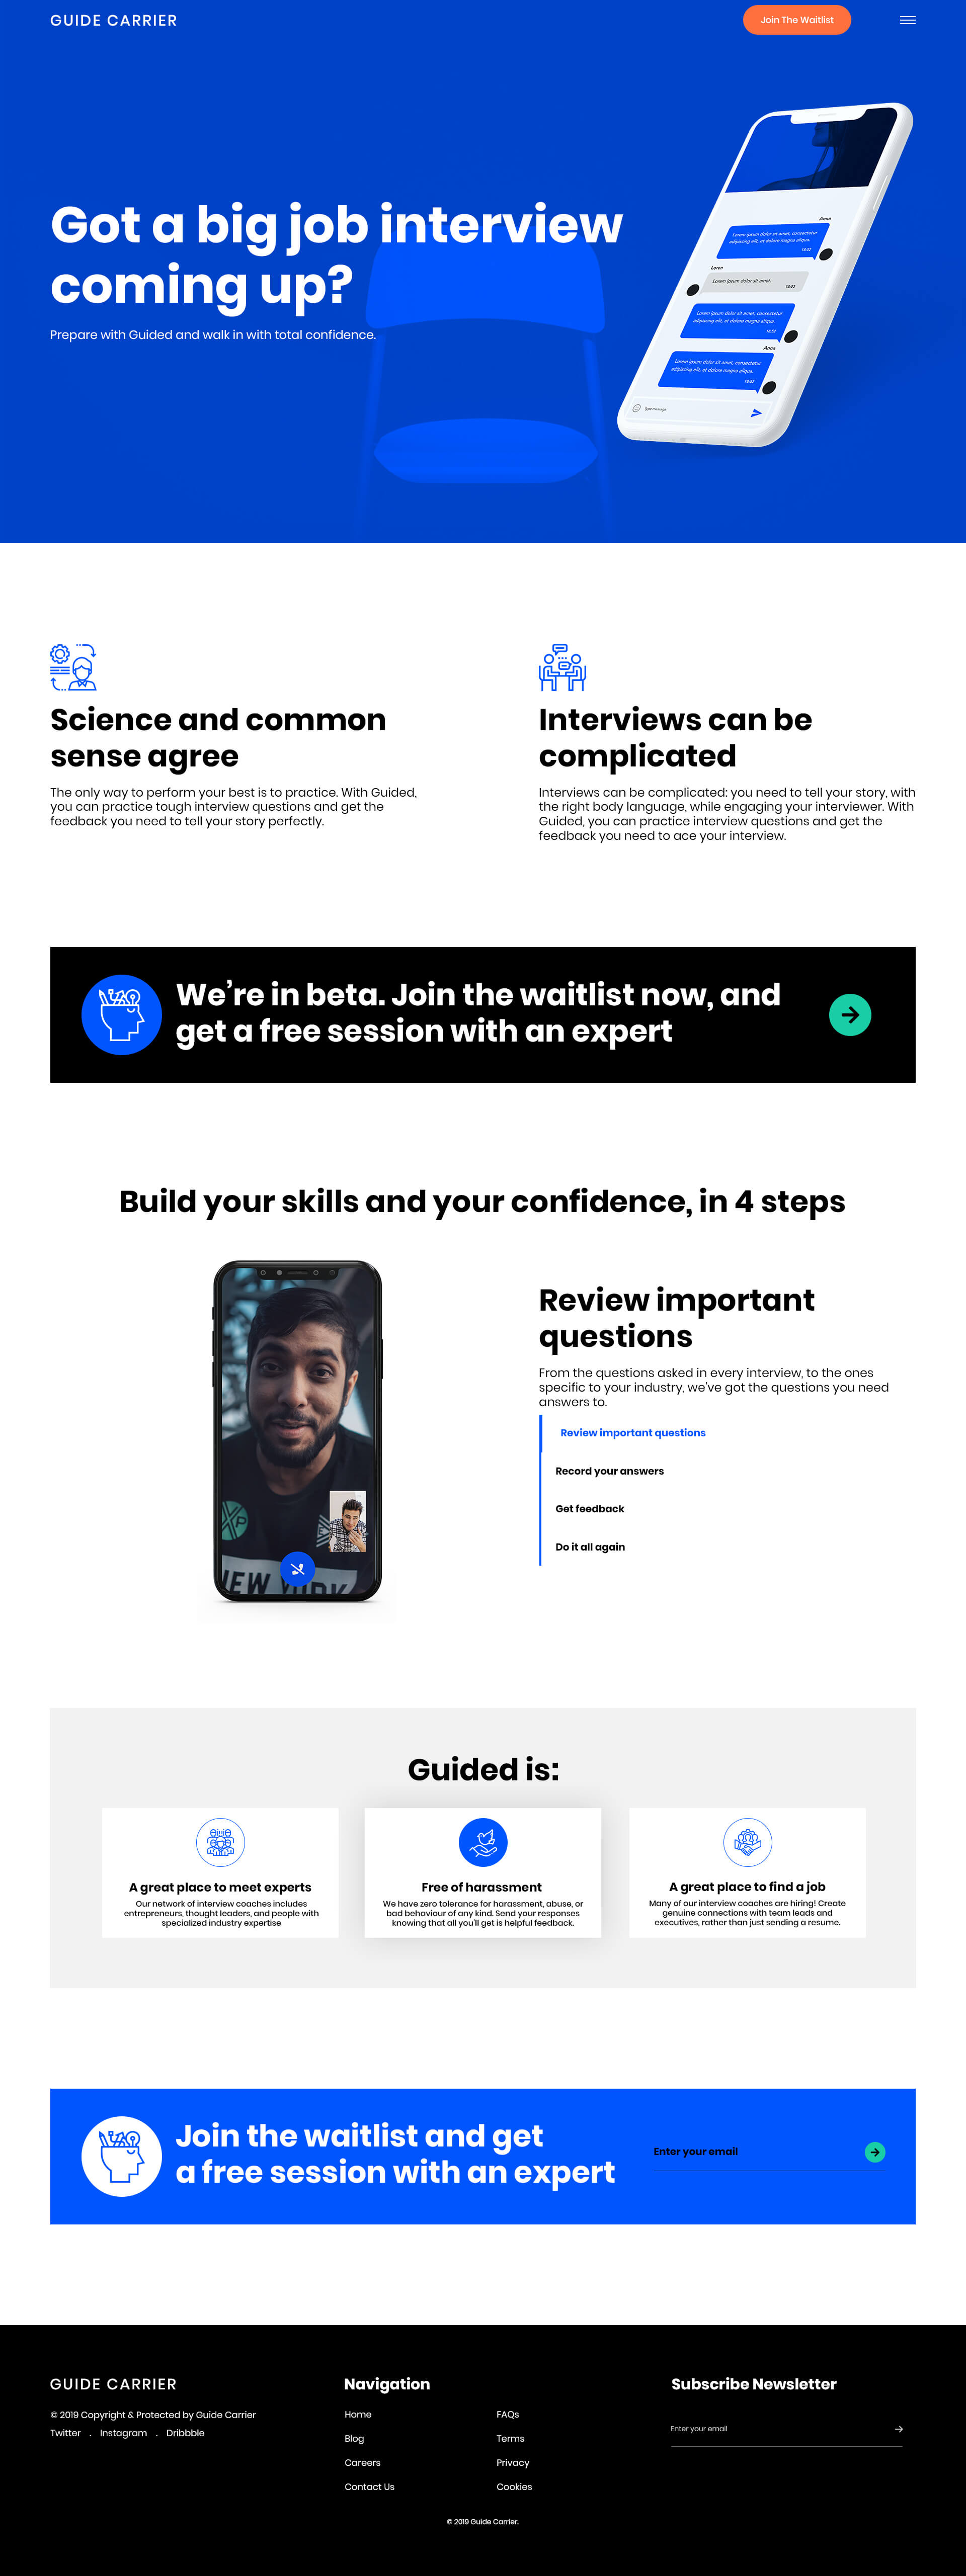 GUIDE CARRIER
Join The Waitlist
Got a big job interview
coming up?
Prepare with Guided and walk in with total confidence.
Anna
Lorem ipsum dolor sit amet, consectetur
adipiscing elit, et dolore magna aliqua.
18:02
Loren
Lorem ipsum dolor sit amet.
Lorem ipsum dolor sit amet, consectetur
adipiscing elit, et dolore magna aliqua.
Anna
Lorem ipsum dolor sit amet, consectetur
adipiscing elit, et dolore magna aliqua.
Type message
Science and common
sense agree
The only way to perform your best is to practice. With Guided,
you can practice tough interview questions and get the
feedback you need to tell your story perfectly.
Interviews can be
complicated
Interviews can be complicated: you need to tell your story, with
the right body language, while engaging your interviewer. With
Guided, you can practice interview questions and get the
feedback you need to ace your interview.
We’re in beta. Join the waitlist now, and
get a free session with an expert
Build your skills and your confidence, in 4 steps
NEW YORK
Review important
questions
From the questions asked in every interview, to the ones
specific to your industry, we’ve got the questions you need
answers to.
Review important questions
Record your answers
Get feedback
Do it all again
Guided is:
A great place to meet experts
Our network of interview coaches includes
entrepreneurs, thought leaders, and people with
specialized industry expertise
Free of harassment
We have zero tolerance for harassment, abuse, or
bad behaviour of any kind. Send your responses
knowing that all you’ll get is helpful feedback.
A great place to find a job
Many of our interview coaches are hiring! Create
genuine connections with team leads and
executives, rather than just sending a resume.
Join the waitlist and get
a free session with an expert
Enter your email
GUIDE CARRIER
© 2019 Copyright & Protected by Guide Carrier
Twitter . Instagram . Dribbble
Navigation
Home
Blog
Careers
Contact Us
FAQs
Terms
Privacy
Cookies
Subscribe Newsletter
Enter your email
© 2019 Guide Carrier.